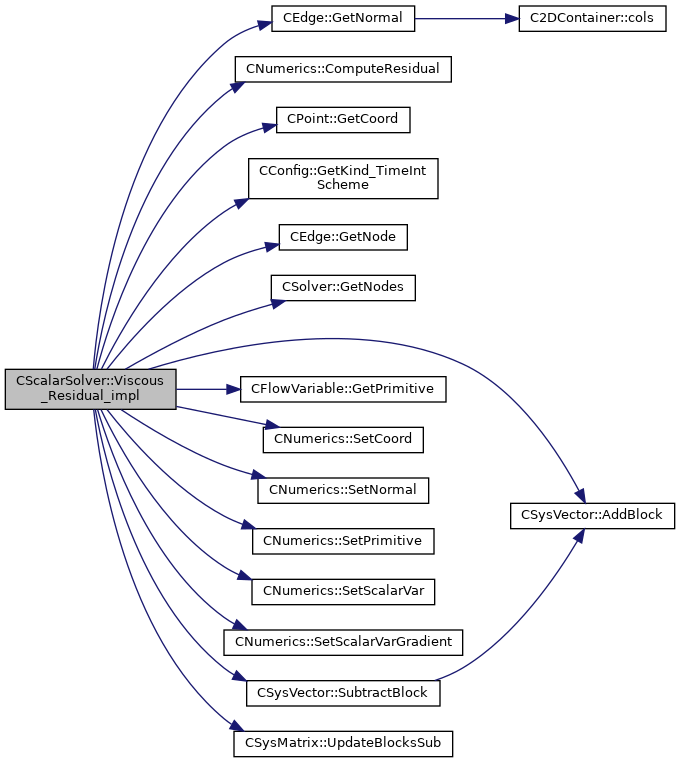 CEdge::GetNormal
C2DContainer::cols
CNumerics::ComputeResidual
CPoint::GetCoord
CConfig::GetKind_TimeInt
Scheme
CEdge::GetNode
CSolver::GetNodes
CScalarSolver::Viscous
_Residual_impl
CFlowVariable::GetPrimitive
CNumerics::SetCoord
CNumerics::SetNormal
CSysVector::AddBlock
CNumerics::SetPrimitive
CNumerics::SetScalarVar
CNumerics::SetScalarVarGradient
CSysVector::SubtractBlock
CSysMatrix::UpdateBlocksSub